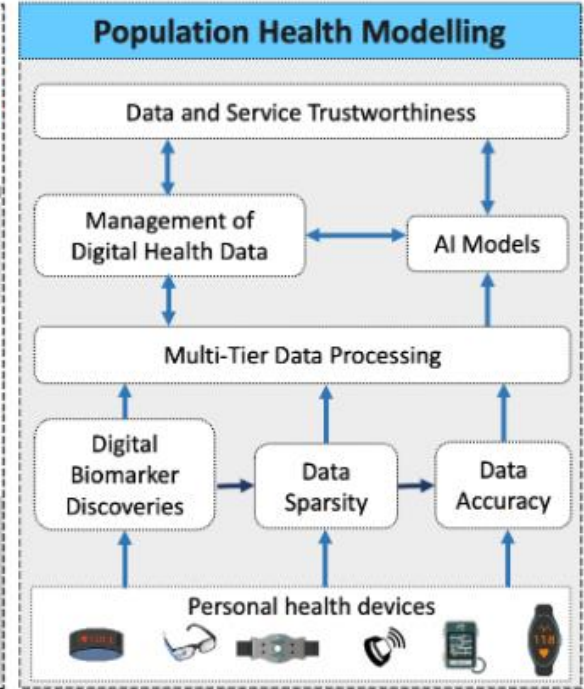 Population Health Modelling
Data and Service Trustworthiness
Management of
Digital Health Data
AI Models
Multi-Tier Data Processing
Digital
Biomarker
Discoveries
Data
Sparsity
Data
Accuracy
Personal health devices
118